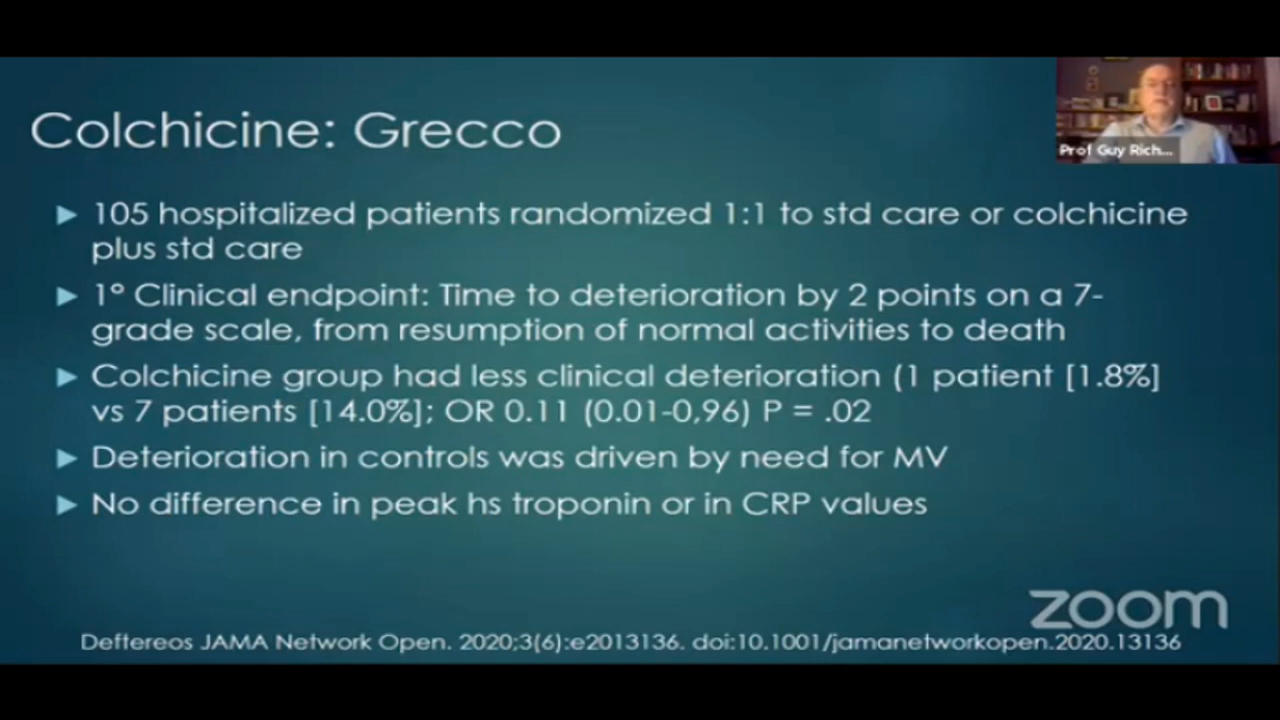 Colchicine: Grecco
Prof Guy Rich...
► 105 hospitalized patients randomized 1:1 to std care or colchicine
plus std care
► 1° Clinical endpoint: Time to deterioration by 2 points on a 7-
grade scale, from resumption of normal activities to death
► Colchicine group had less clinical deterioration (1 patient [1.8%]
vs 7 patients [14.0%]; OR 0.11 (0.01-0,96) P = .02
► Deterioration in controls was driven by need for MV
► No difference in peak hs troponin or in CRP values
zoom
Deftereos JAMA Network Open. 2020;3(6):e2013136. doi:10.1001/jamanetworkopen.2020.13136